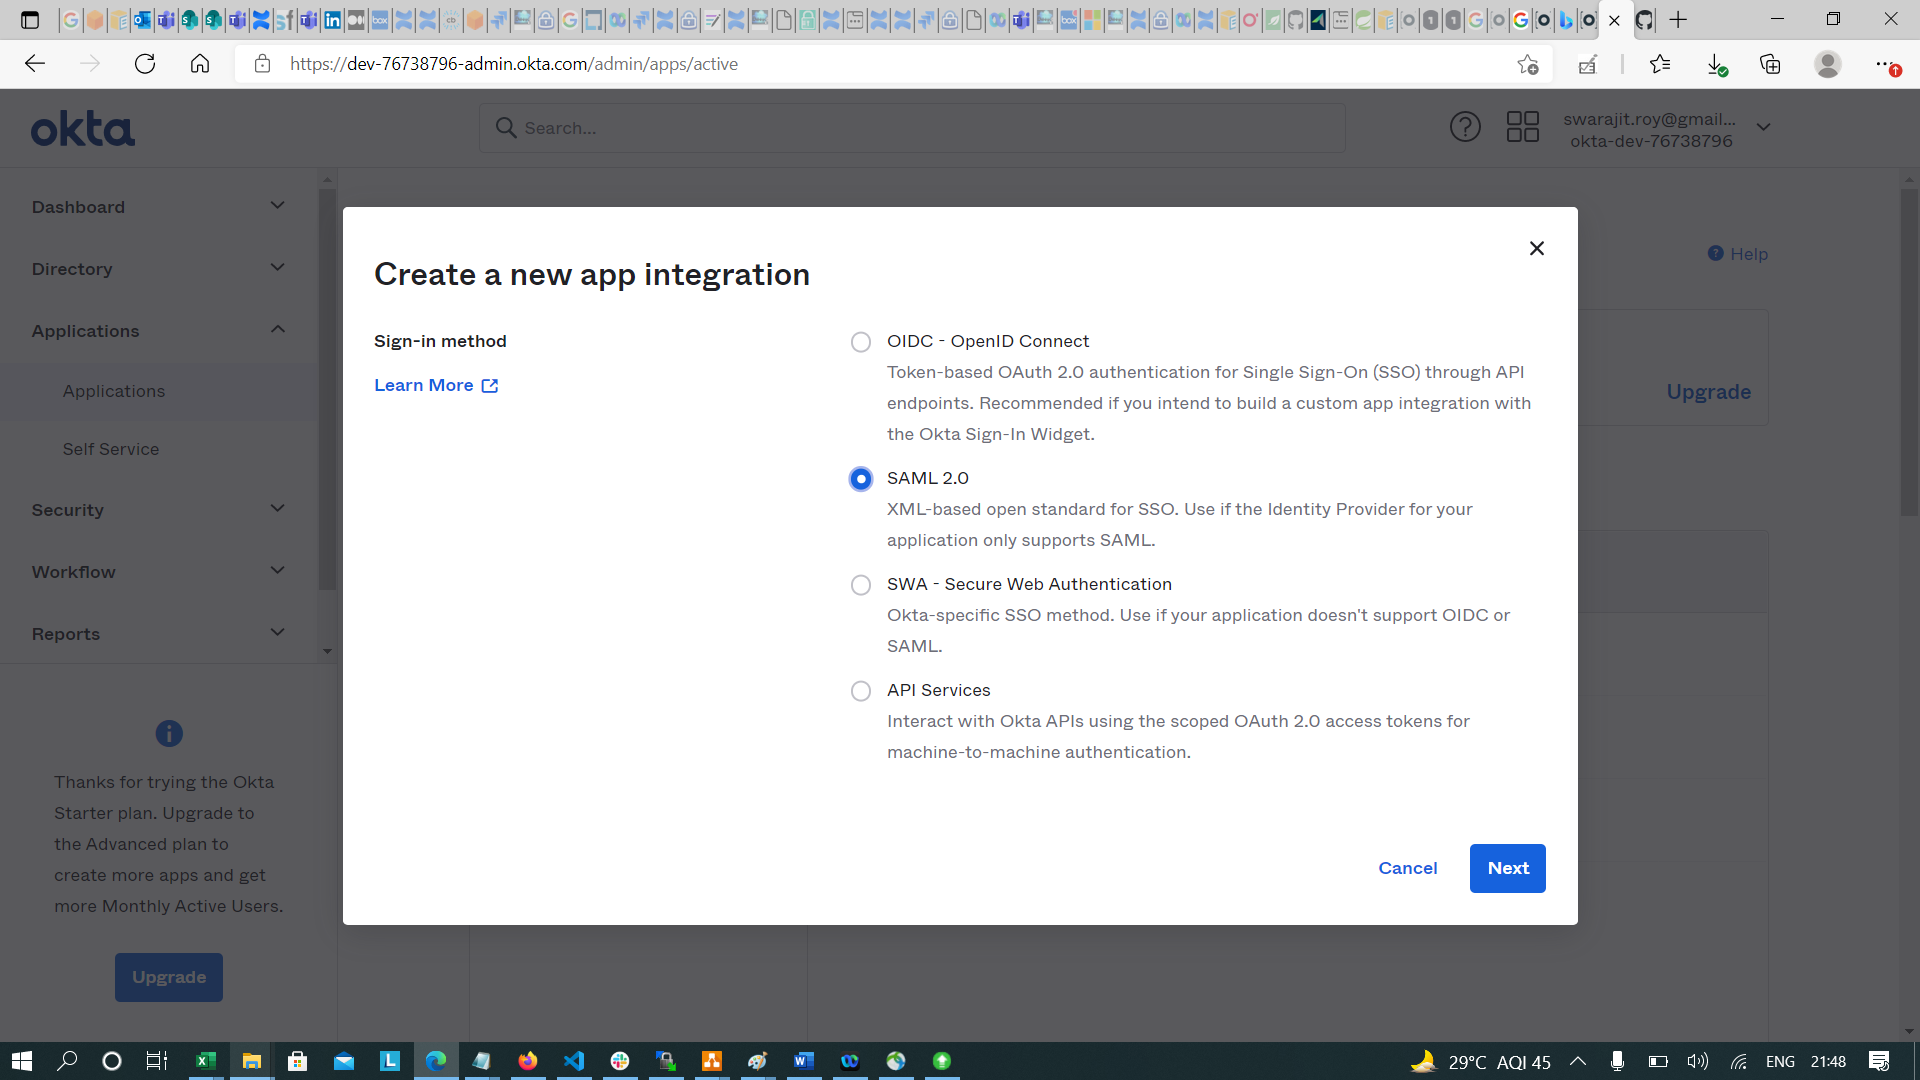 https://dev-76738796-admin.okta.com/admin/apps/active
okta
Search...
swarajit.roy@gmail...
okta-dev-76738796
Dashboard
Directory
Applications
Applications
Self Service
Security
Workflow
Reports
Thanks for trying the Okta
Starter plan. Upgrade to
the Advanced plan to
create more apps and get
more Monthly Active Users.
Upgrade
Help
Upgrade
Create a new app integration
Sign-in method
Learn More
OIDC - OpenID Connect
Token-based OAuth 2.0 authentication for Single Sign-On (SSO) through API
endpoints. Recommended if you intend to build a custom app integration with
the Okta Sign-In Widget.
SAML 2.0
XML-based open standard for SSO. Use if the Identity Provider for your
application only supports SAML.
SWA - Secure Web Authentication
Okta-specific SSO method. Use if your application doesn't support OIDC or
SAML.
API Services
Interact with Okta APIs using the scoped OAuth 2.0 access tokens for
machine-to-machine authentication.
Cancel
Next
29°C AQI 45
ENG
21:48